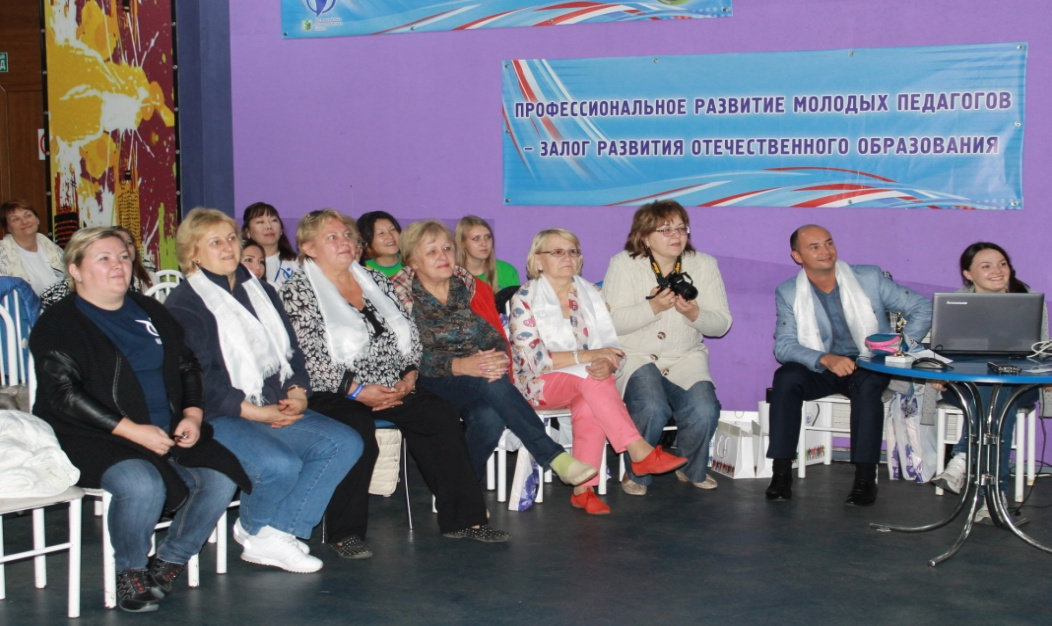 ПРОФЕССИОНАЛЬНОЕ РАЗВИТИЕ МОЛОДЫХ ПЕДАГОГОВ
– ЗАЛОГ РАЗВИТИЯ ОТЕЧЕСТВЕННОГО ОБРАЗОВАНИЯ